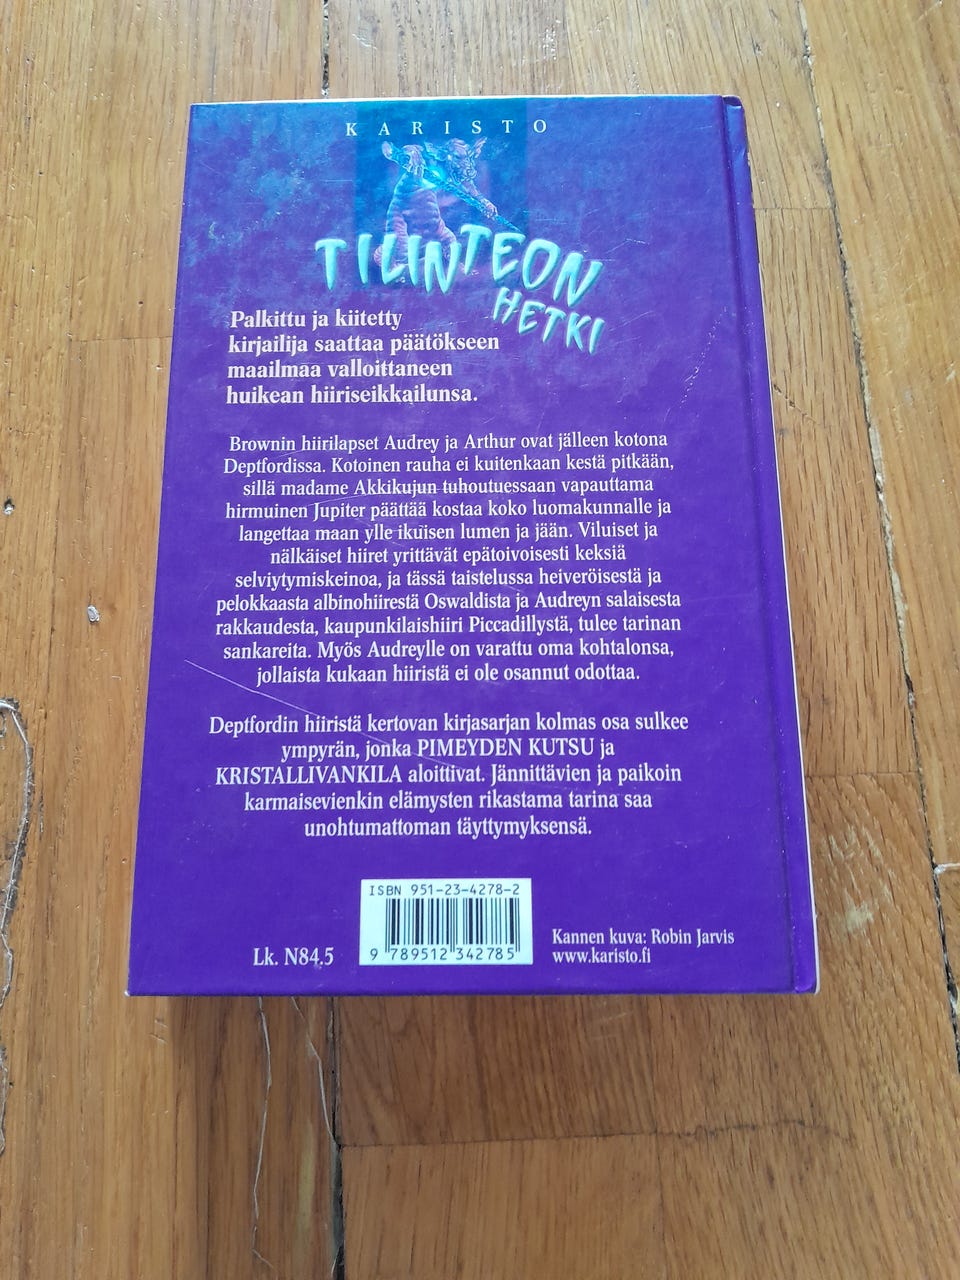 KARISTO
TILINTEON
HETKI
Palkittu ja kiitetty
kirjailija saattaa päätökseen
maailmaa valloittaneen
huikean hiiriseikkailunsa.
Brownin hiirilapset Audrey ja Arthur ovat jälleen kotona
Deptfordissa. Kotoinen rauha ei kuitenkaan kestä pitkään,
sillä madame Akkikujun tuhoutuessaan vapauttama
hirmuinen Jupiter päättää kostaa koko luomakunnalle ja
langettaa maan ylle ikuisen lumen ja jään. Viluiset ja
nälkäiset hiiret yrittävät epätoivoisesti keksiä
selviytymiskeinoa, ja tässä taistelussa heiveröisestä ja
pelokkaasta albinohiirestä Oswaldista ja Audreyn salaisesta
rakkaudesta, kaupunkilaishiiri Piccadillystä, tulee tarinan
sankareita. Myös Audreylle on varattu oma kohtalonsa,
jollaista kukaan hiiristä ei ole osannut odottaa.
Deptfordin hiiristä kertovan kirjasarjan kolmas osa sulkee
ympyrän, jonka PIMEYDEN KUTSU ja
KRISTALLIVANKILA aloittivat. Jännittävien ja paikoin
karmaisevienkin elämysten rikastama tarina saa
unohtumattoman täyttymyksensä.
ISBN 951-23-4278-2
9 789512 342785
Lk. N84.5
Kannen kuva: Robin Jarvis
www.karisto.fi